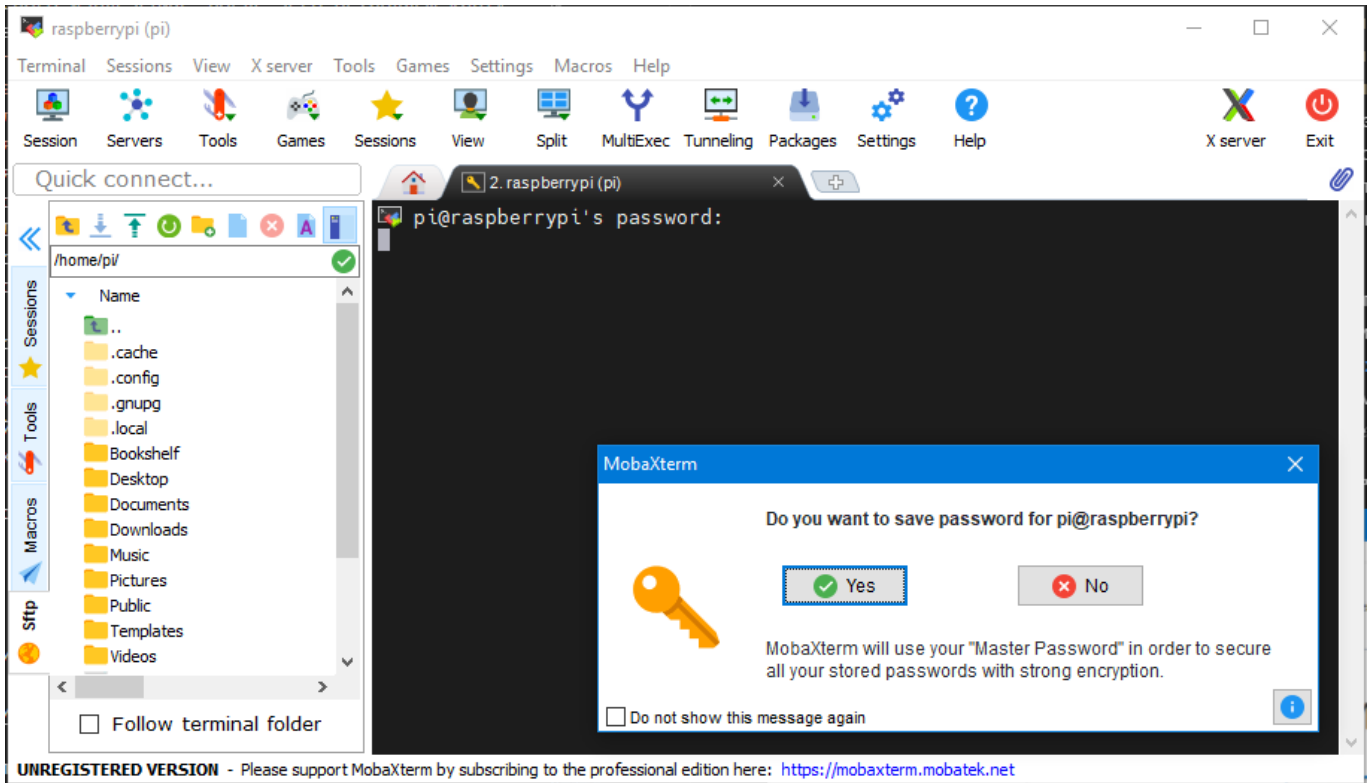 raspberrypi (pi)
Terminal Sessions View X server Tools Games Settings Macros Help
Session Servers Tools Games Sessions View Split MultiExec Tunneling Packages Settings Help X server Exit
Quick connect...
2. raspberrypi (pi)
/home/pi/
Name
..
.cache
.config
.gnupg
.local
Bookshelf
Desktop
Documents
Downloads
Music
Pictures
Public
Templates
Videos
Follow terminal folder
Sessions
Tools
Macros
Sftp
pi@raspberrypi's password:
MobaXterm
Do you want to save password for pi@raspberrypi?
Yes No
MobaXterm will use your "Master Password" in order to secure
all your stored passwords with strong encryption.
Do not show this message again
UNREGISTERED VERSION - Please support MobaXterm by subscribing to the professional edition here: https://mobaxterm.mobatek.net